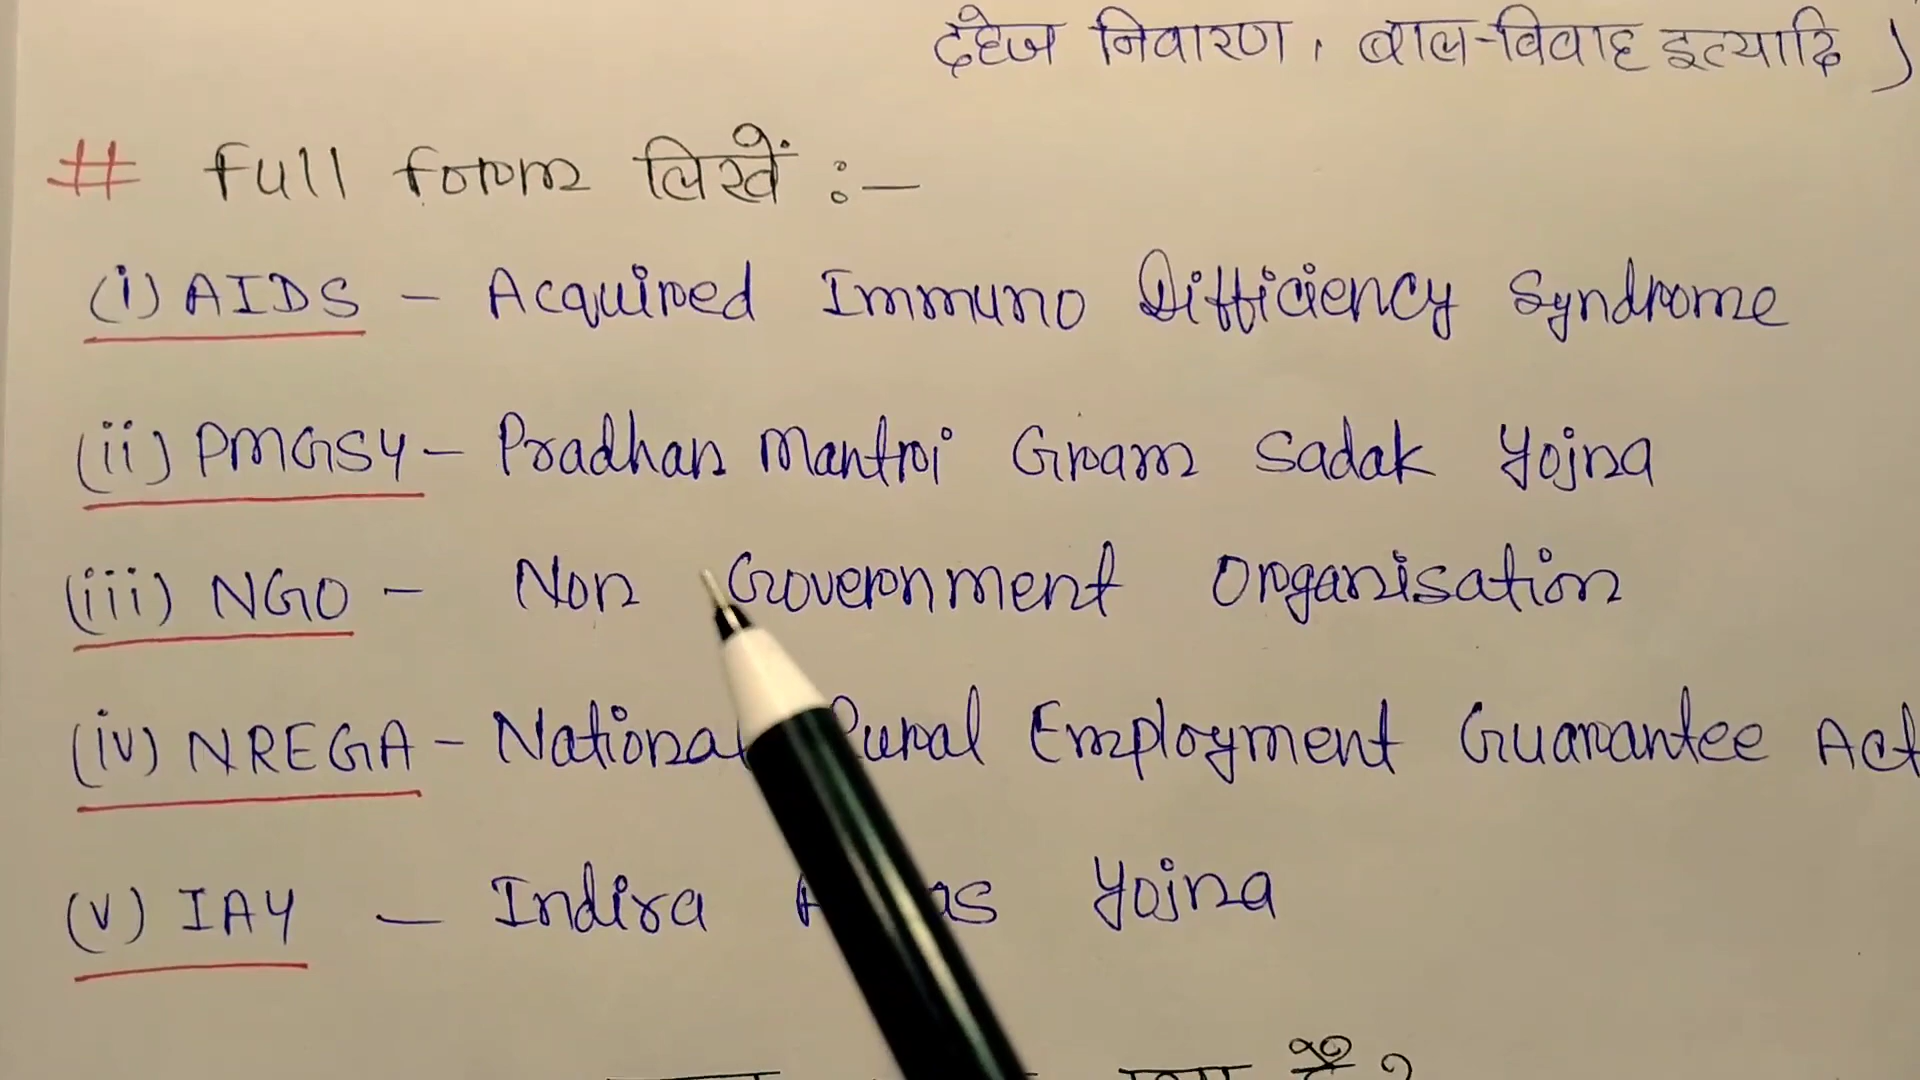 दहेज निवारण, बाल-विवाह इत्यादि )
# Full form लिखें :-
(i) AIDS - Acquired Immuno Difficiency Syndrome
(ii) PMGSY - Pradhan Mantri Gram Sadak Yojna
(iii) NGO - Non Government Organisation
(iv) NREGA - National Rural Employment Guarantee Act
(v) IAY - Indira Yojna